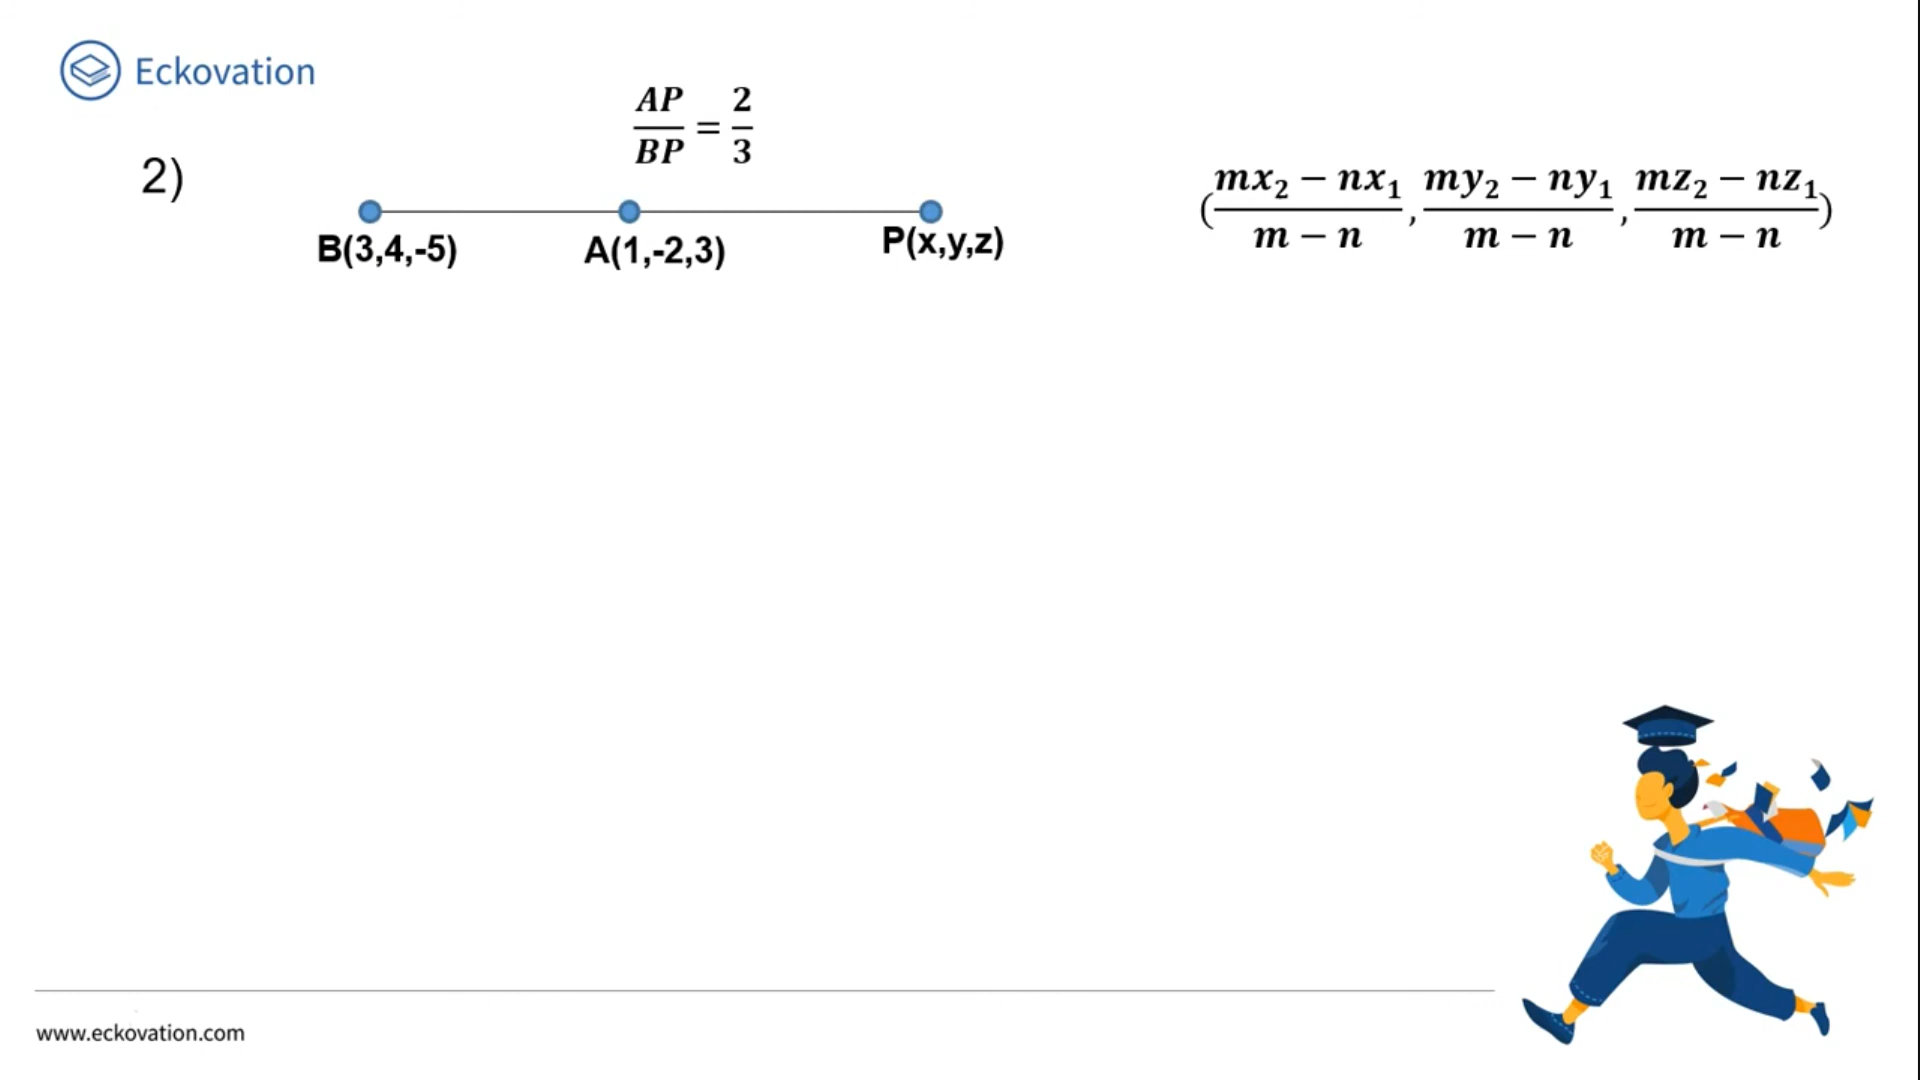 Eckovation
2)
AP/BP = 2/3
B(3,4,-5) A(1,-2,3) P(x,y,z)
(mx₂ − nx₁/m − n, my₂ − ny₁/m − n, mz₂ − nz₁/m − n)
www.eckovation.com